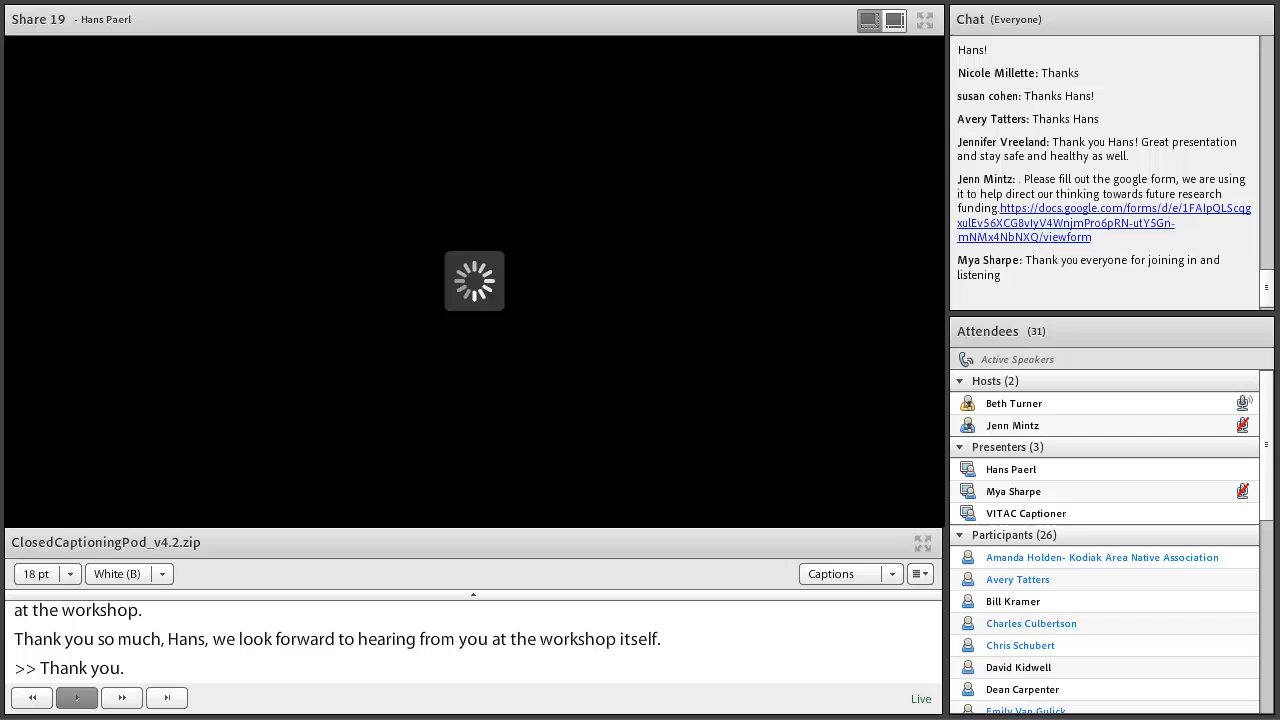 Share 19 - Hans Paerl
at the workshop.
Thank you so much, Hans, we look forward to hearing from you at the workshop itself.
>> Thank you.
ClosedCaptioningPod_v4.2.zip
18 pt
White (B)
Captions
Live
Chat (Everyone)
Hans!
Nicole Millette: Thanks
susan cohen: Thanks Hans!
Avery Tatters: Thanks Hans
Jennifer Vreeland: Thank you Hans! Great presentation
and stay safe and healthy as well.
Jenn Mintz: . Please fill out the google form, we are using
it to help direct our thinking towards future research
funding.https://docs.google.com/forms/d/e/1FAIpQLScqg
Mya Sharpe: Thank you everyone for joining in and
listening
Attendees (31)
Active Speakers
Hosts (2)
Beth Turner
Jenn Mintz
Presenters (3)
Hans Paerl
Mya Sharpe
VITAC Captioner
Participants (26)
Amanda Holden- Kodiak Area Native Association
Avery Tatters
Bill Kramer
Charles Culbertson
Chris Schubert
David Kidwell
Dean Carpenter
Emily Van Gulick